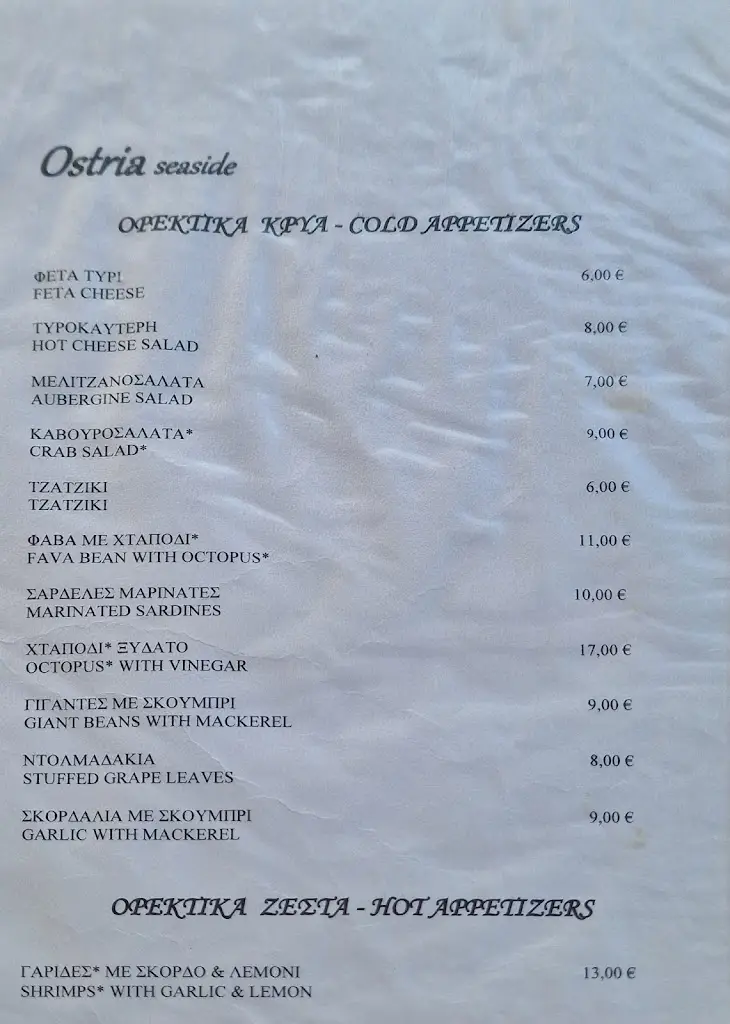 Ostria seaside
ΟΡΕΚΤΙΚΑ ΚΡΥΑ - COLD APPETIZERS
ΦΕΤΑ ΤΥΡΙ 6,00 €
FETA CHEESE
ΤΥΡΟΚΑΥΤΕΡΗ 8,00 €
HOT CHEESE SALAD
ΜΕΛΙΤΖΑΝΟΣΑΛΑΤΑ 7,00 €
AUBERGINE SALAD
ΚΑΒΟΥΡΟΣΑΛΑΤΑ* 9,00 €
CRAB SALAD*
ΤΖΑΤΖΙΚΙ 6,00 €
TZATZIKI
ΦΑΒΑ ΜΕ ΧΤΑΠΟΔΙ* 11,00 €
FAVA BEAN WITH OCTOPUS*
ΣΑΡΔΕΛΕΣ ΜΑΡΙΝΑΤΕΣ 10,00 €
MARINATED SARDINES
ΧΤΑΠΟΔΙ* ΞΥΔΑΤΟ 17,00 €
OCTOPUS* WITH VINEGAR
ΓΙΓΑΝΤΕΣ ΜΕ ΣΚΟΥΜΠΡΙ 9,00 €
GIANT BEANS WITH MACKEREL
ΝΤΟΛΜΑΔΑΚΙΑ 8,00 €
STUFFED GRAPE LEAVES
ΣΚΟΡΔΑΛΙΑ ΜΕ ΣΚΟΥΜΠΡΙ 9,00 €
GARLIC WITH MACKEREL
ΟΡΕΚΤΙΚΑ ΖΕΣΤΑ - HOT APPETIZERS
ΓΑΡΙΔΕΣ* ΜΕ ΣΚΟΡΔΟ & ΛΕΜΟΝΙ 13,00 €
SHRIMPS* WITH GARLIC & LEMON